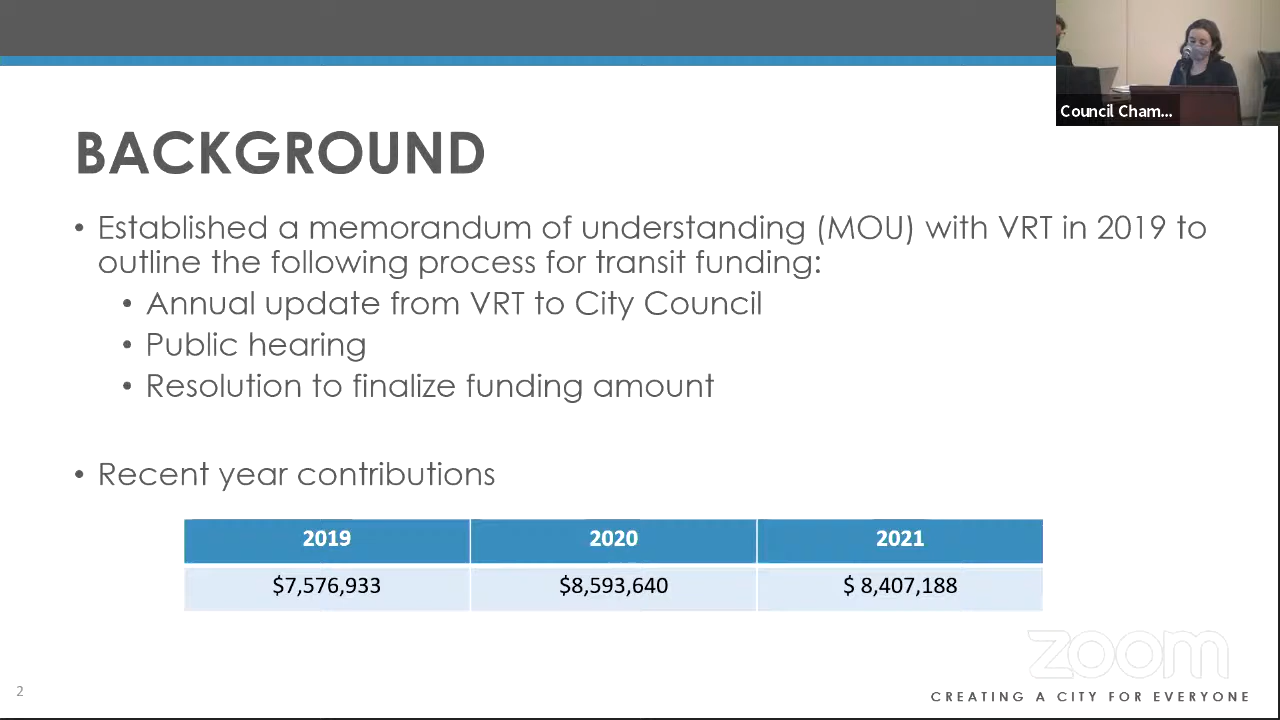 Council Cham...
BACKGROUND
• Established a memorandum of understanding (MOU) with VRT in 2019 to
outline the following process for transit funding:
• Annual update from VRT to City Council
• Public hearing
• Resolution to finalize funding amount
• Recent year contributions
2019 2020 2021
$7,576,933 $8,593,640 $ 8,407,188
zoom
2 CREATING A CITY FOR EVERYONE